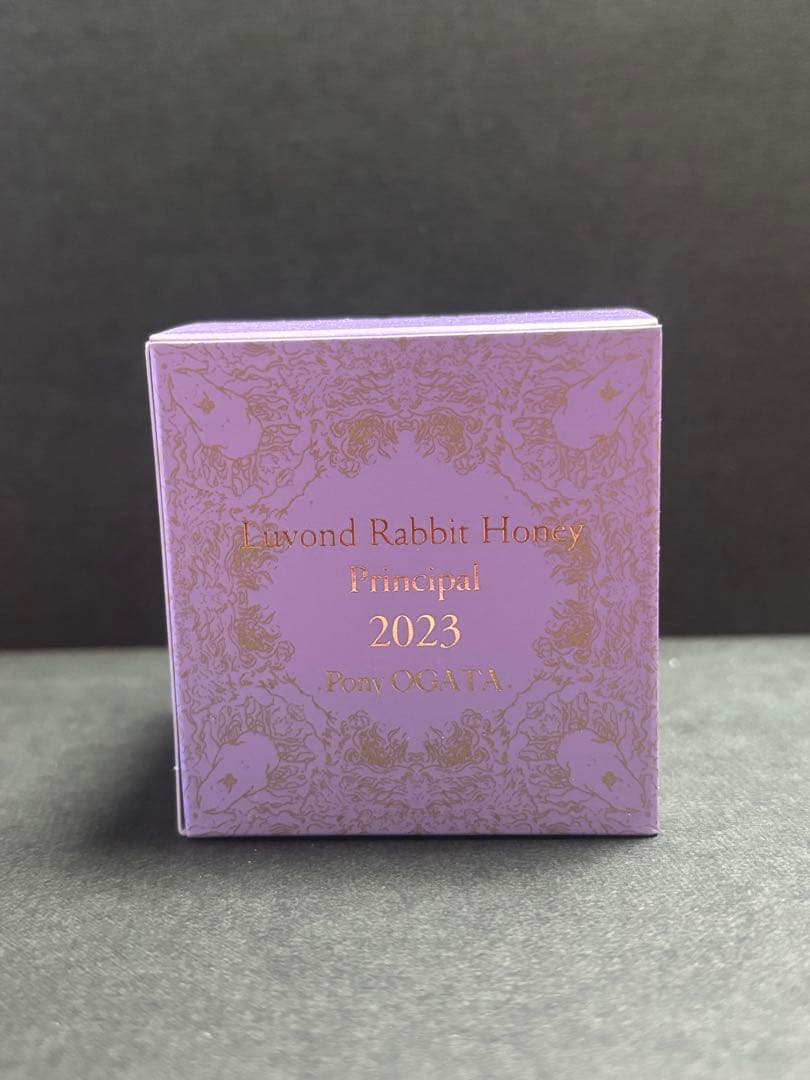 Luvond Rabbit Honey
Principal
2023
Pony OGATA